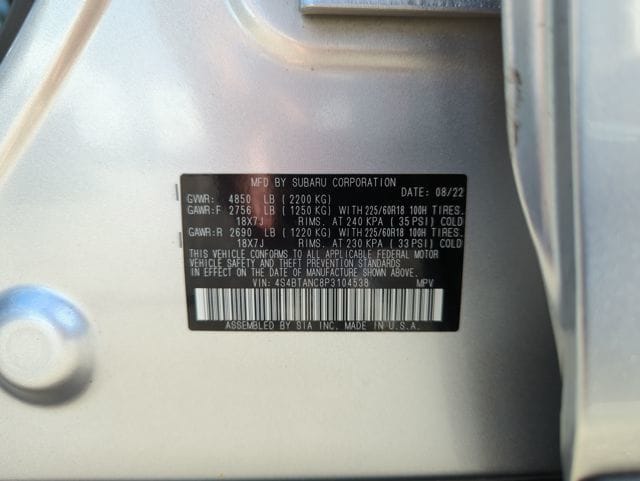 MFD BY SUBARU CORPORATION
DATE: 08/22
GVWR: 4850 LB (2200 KG)
GAWR:F 2756 LB (1250 KG) WITH 225/60R18 100H TIRES.
18X7J RIMS. AT 240 KPA (35 PSI) COLD
GAWR:R 2690 LB (1220 KG) WITH 225/60R18 100H TIRES.
18X7J RIMS. AT 230 KPA (33 PSI) COLD
THIS VEHICLE CONFORMS TO ALL APPLICABLE FEDERAL MOTOR
VEHICLE SAFETY AND THEFT PREVENTION STANDARDS
IN EFFECT ON THE DATE OF MANUFACTURE SHOWN ABOVE.
VIN: 4S4BTANC8P3104538 MPV
ASSEMBLED BY SIA INC. MADE IN U.S.A.